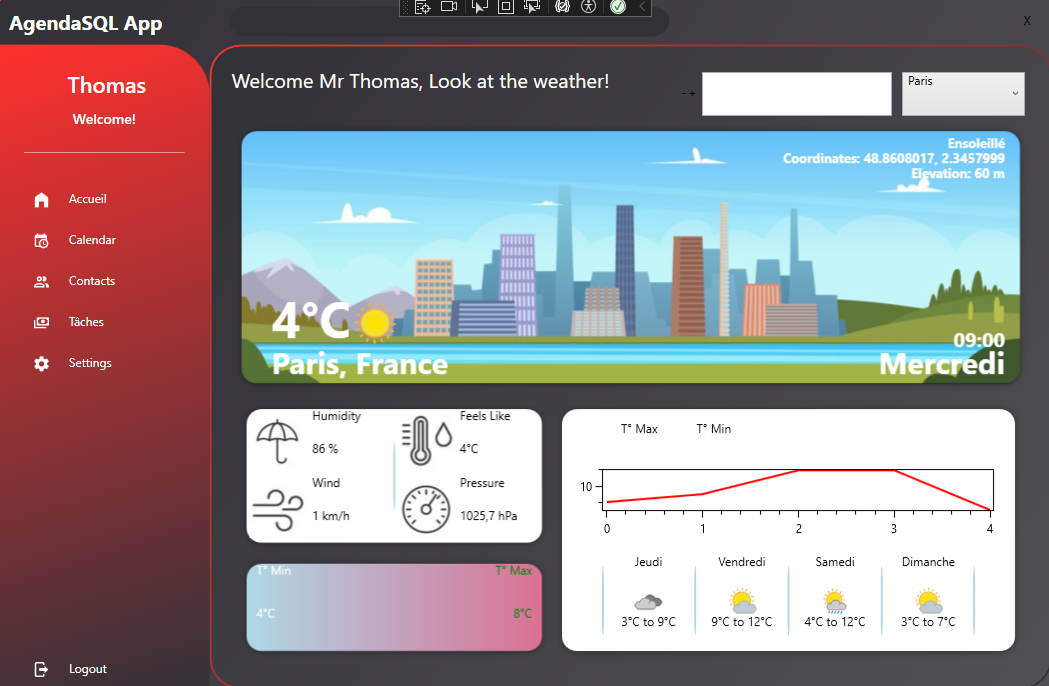 AgendaSQL App
X
Thomas
Welcome!
Accueil
Calendar
Contacts
Tâches
Settings
Logout
Welcome Mr Thomas, Look at the weather!
- +
Paris
Ensoleillé
Coordinates: 48.8608017, 2.3457999
Elevation: 60 m
4°C
Paris, France
09:00
Mercredi
Humidity
86 %
Feels Like
4°C
Wind
1 km/h
Pressure
1025,7 hPa
T° Min
T° Max
4°C
8°C
T° Max
T° Min
10
0 1 2 3 4
Jeudi
Vendredi
Samedi
Dimanche
3°C to 9°C
9°C to 12°C
4°C to 12°C
3°C to 7°C